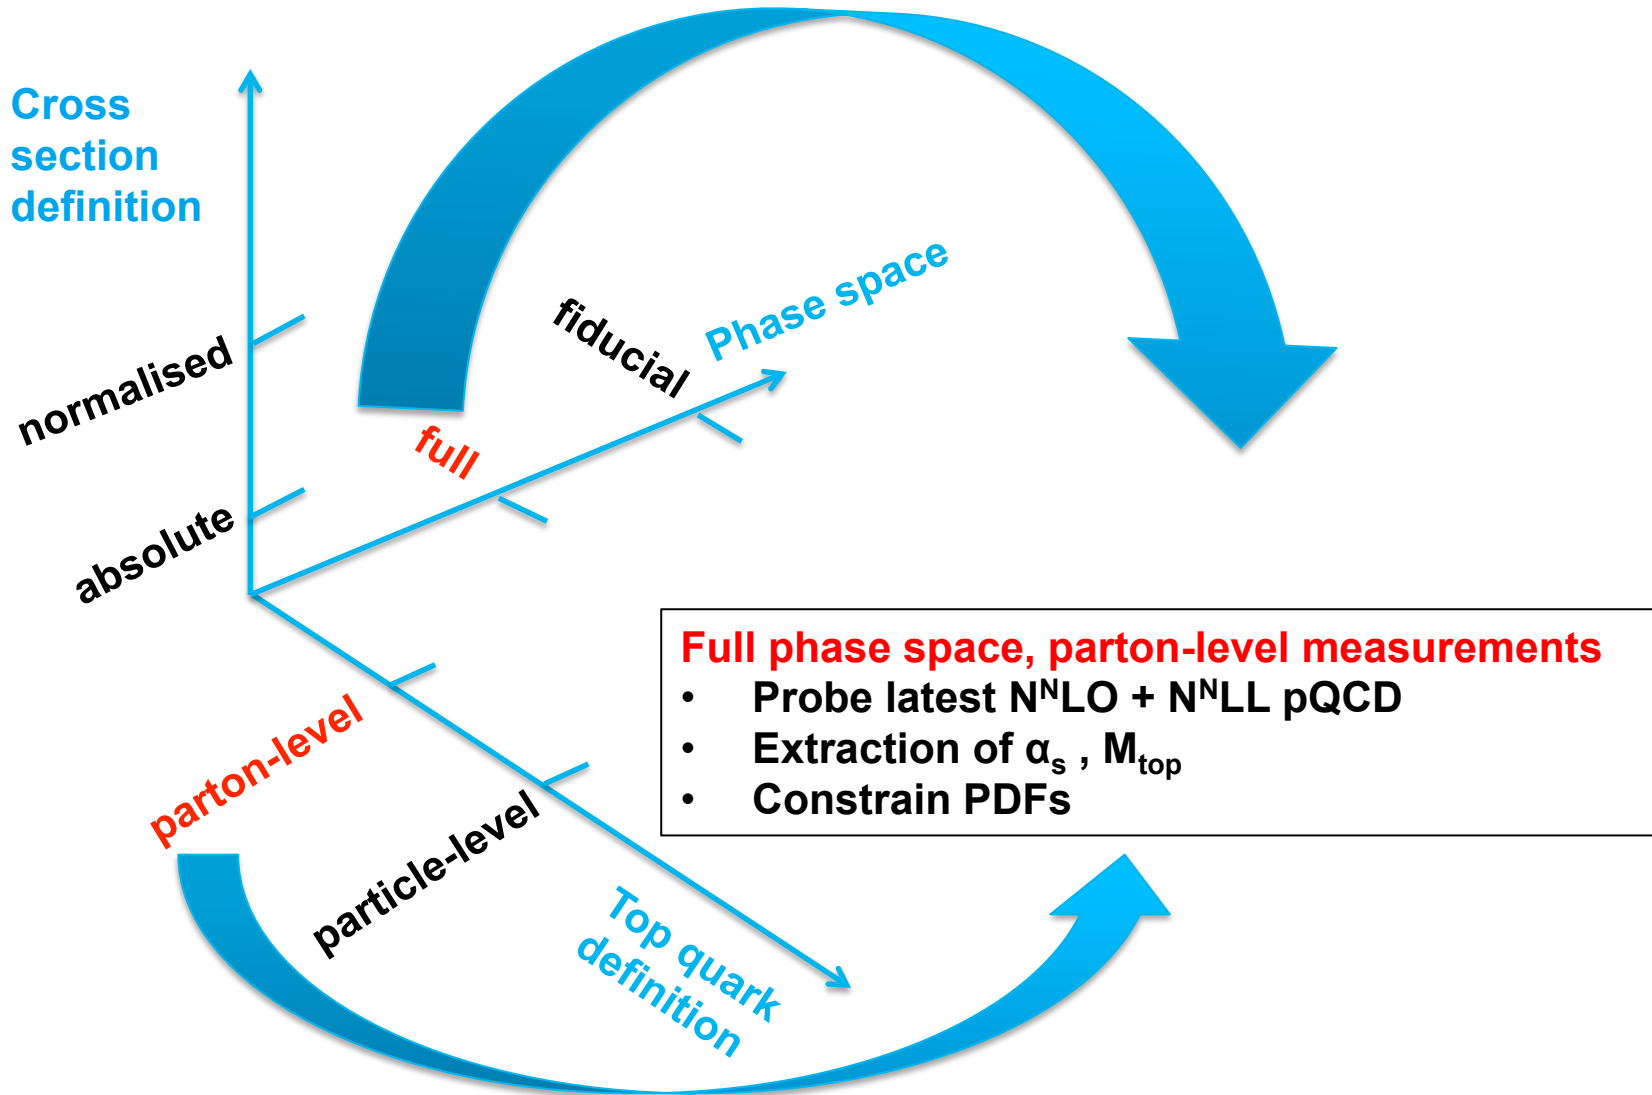 Cross
section
definition
normalised
absolute
full
fiducial
Phase space
parton-level
particle-level
Top quark
definition
Full phase space, parton-level measurements
• Probe latest NᴺLO + NᴺLL pQCD
• Extraction of αₛ , Mtop
• Constrain PDFs